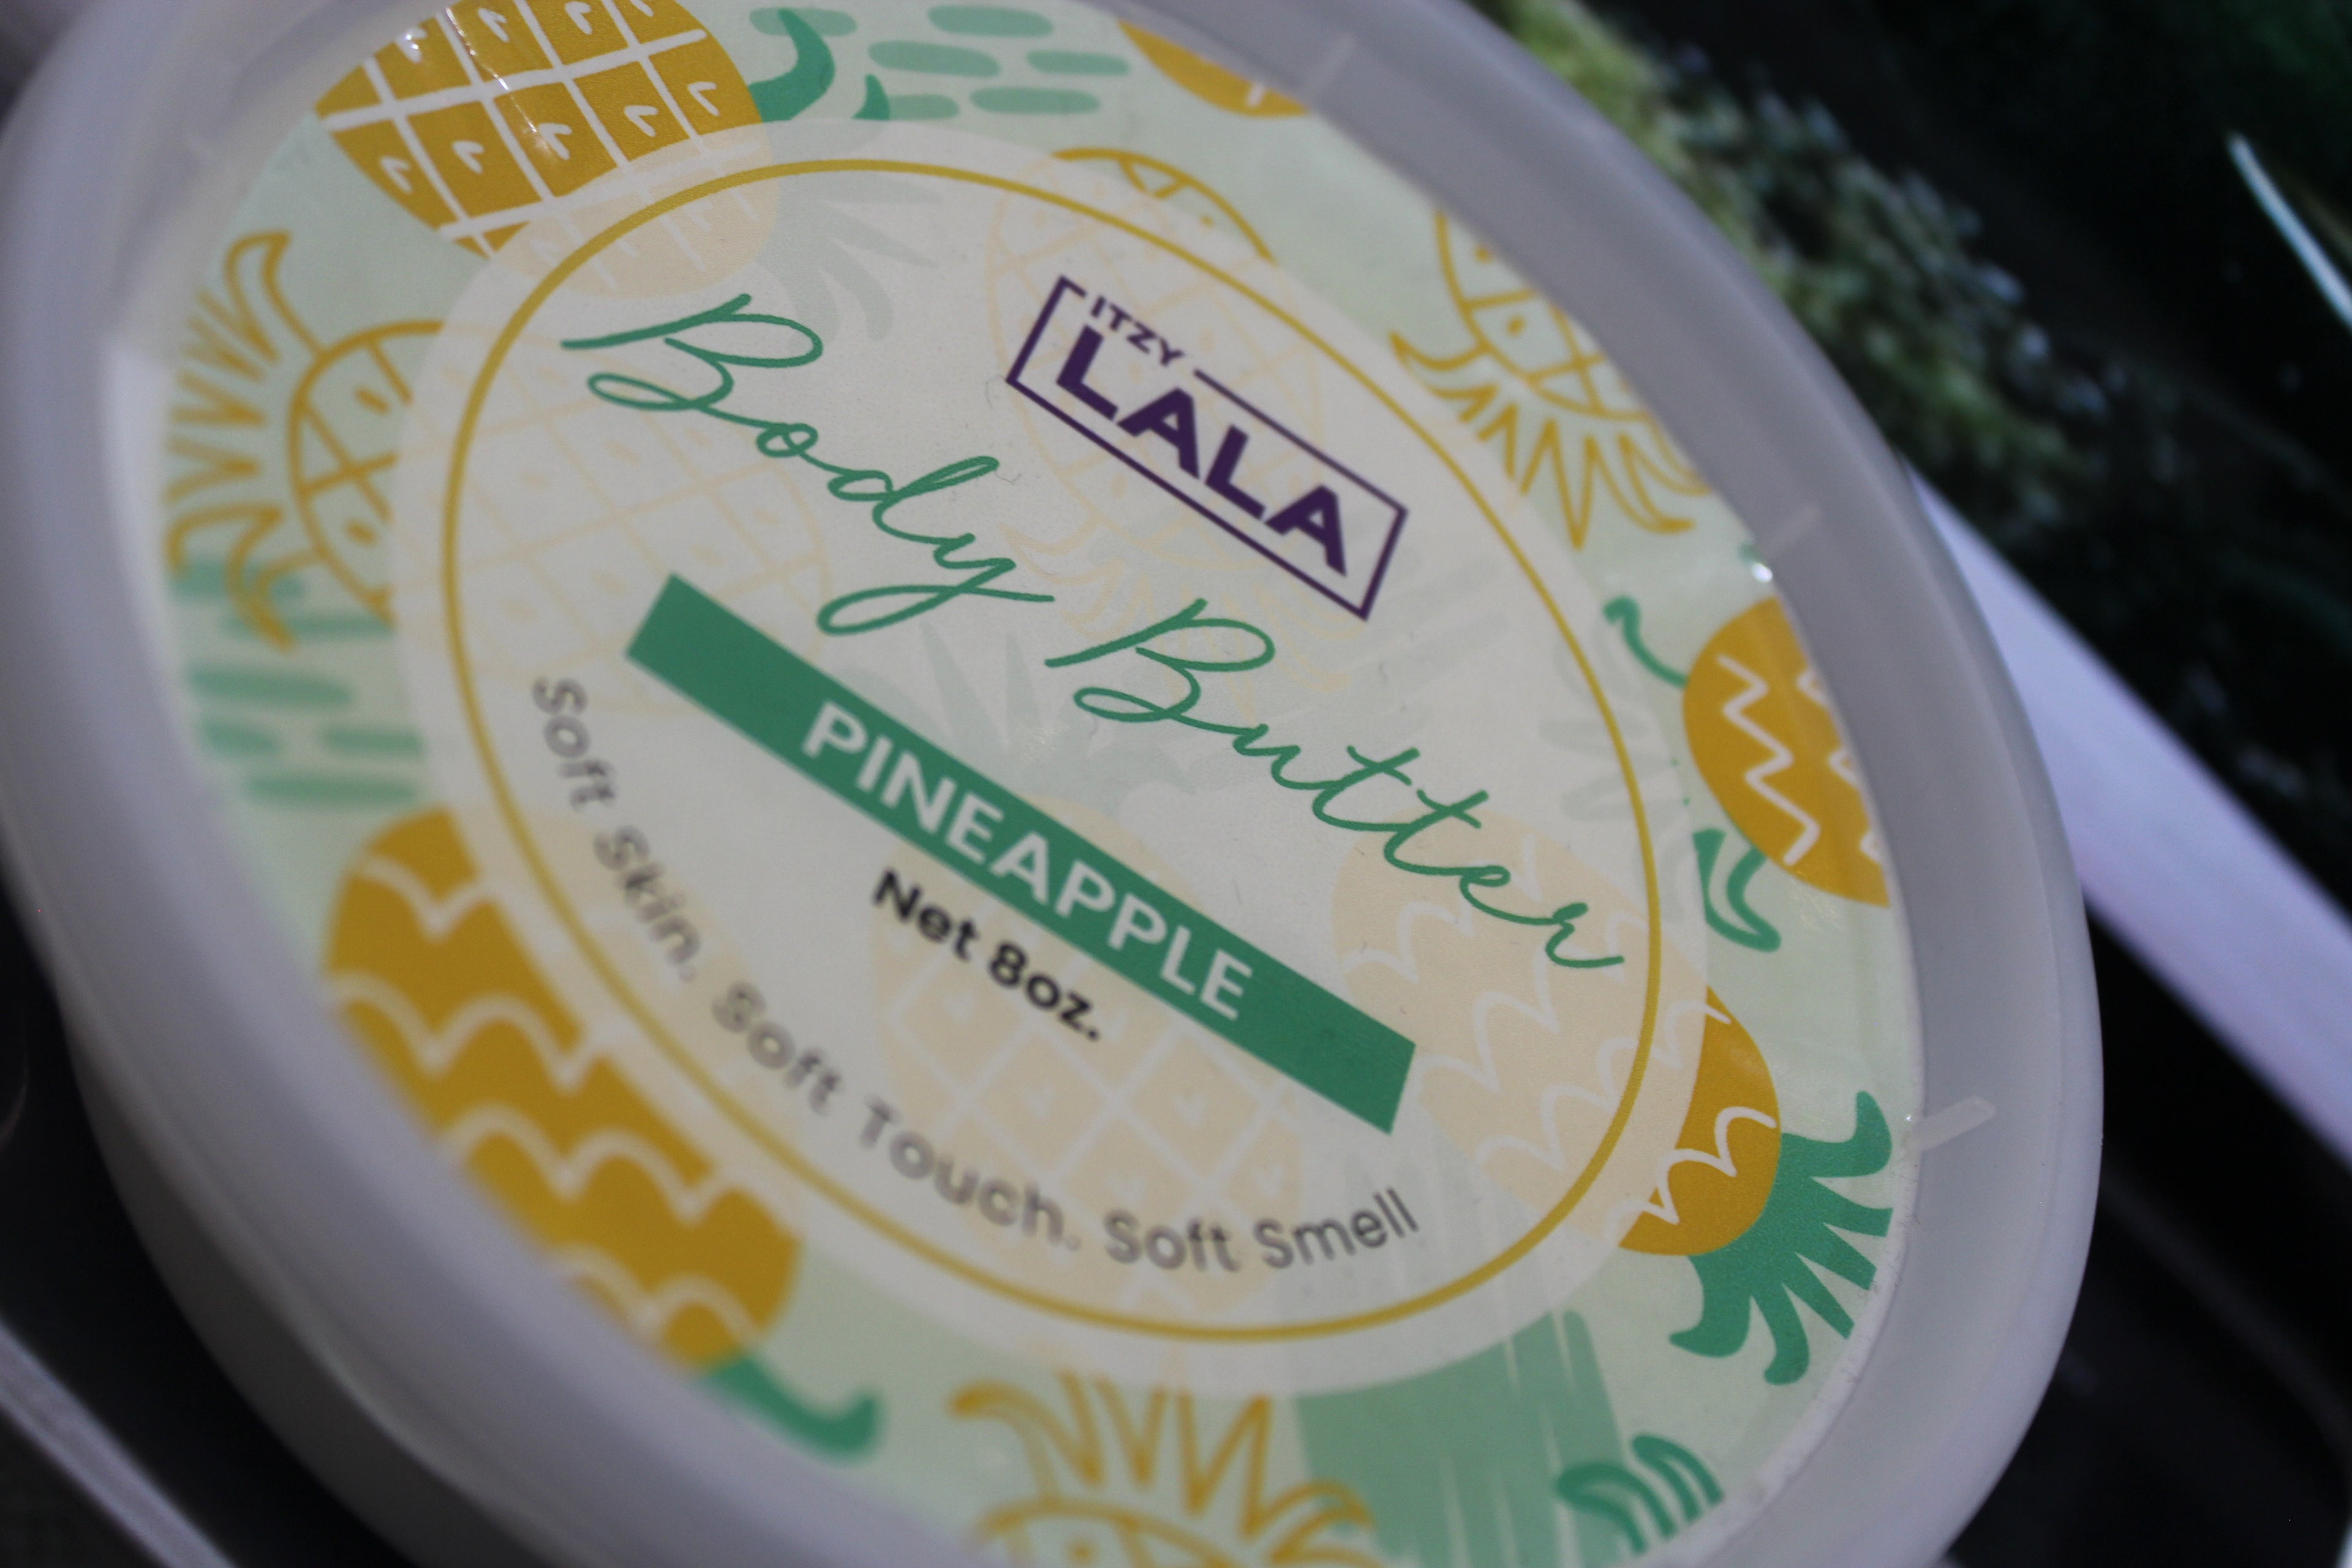 ITZY
LALA
Body Butter
PINEAPPLE
Net 8oz.
Soft Skin. Soft Touch. Soft Smell